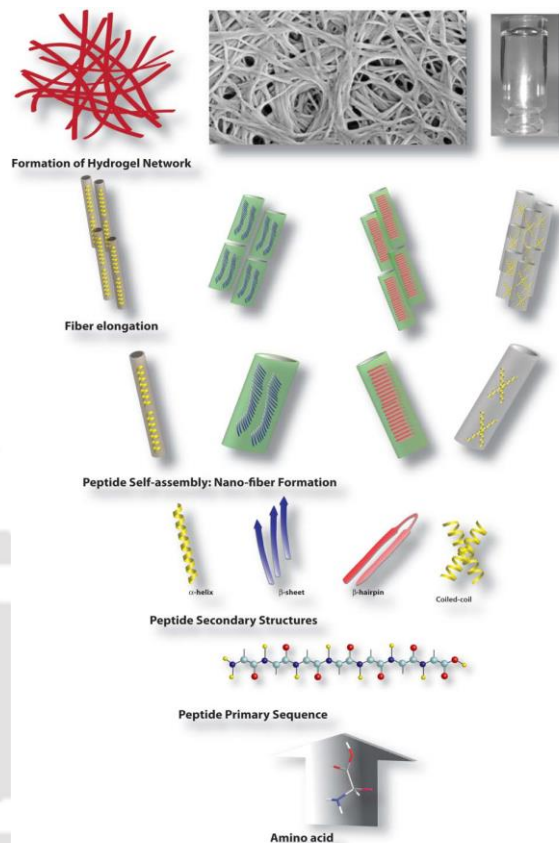 Formation of Hydrogel Network
Fiber elongation
Peptide Self-assembly: Nano-fiber Formation
α-helix
β-sheet
β-hairpin
Coiled-coil
Peptide Secondary Structures
Peptide Primary Sequence
Amino acid